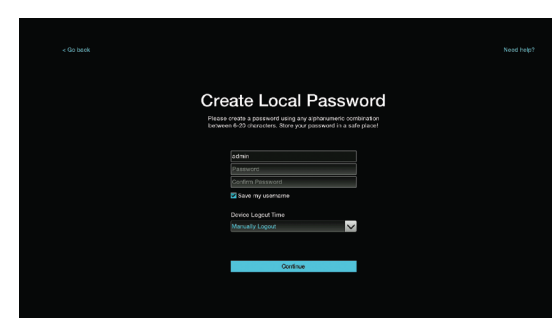 < Go back
Need help?
Create Local Password
Please create a password using any alphanumeric combination
between 6-20 characters. Store your password in a safe place!
admin
Password
Confirm Password
Save my username
Device Logout Time
Manually Logout
Continue